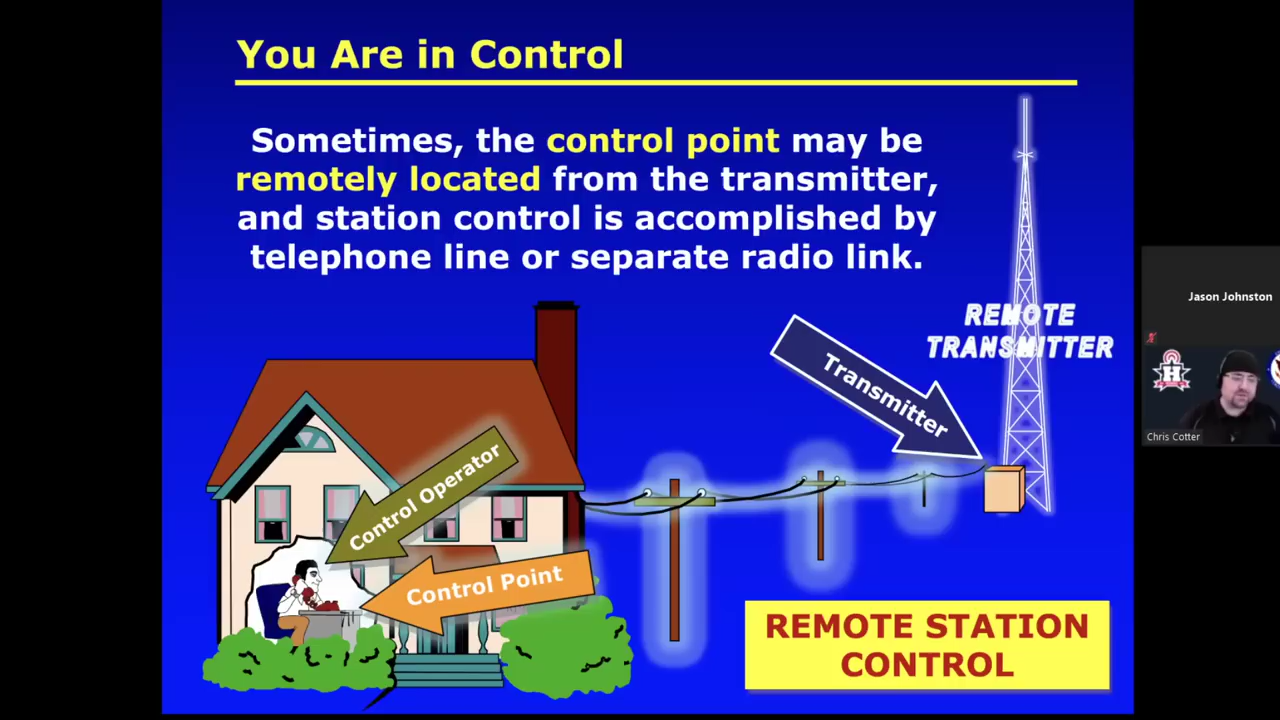 You Are in Control
Sometimes, the control point may be
remotely located from the transmitter,
and station control is accomplished by
telephone line or separate radio link.
REMOTE
TRANSMITTER
Transmitter
Control Operator
Control Point
REMOTE STATION
CONTROL
Jason Johnston
H
Chris Cotter